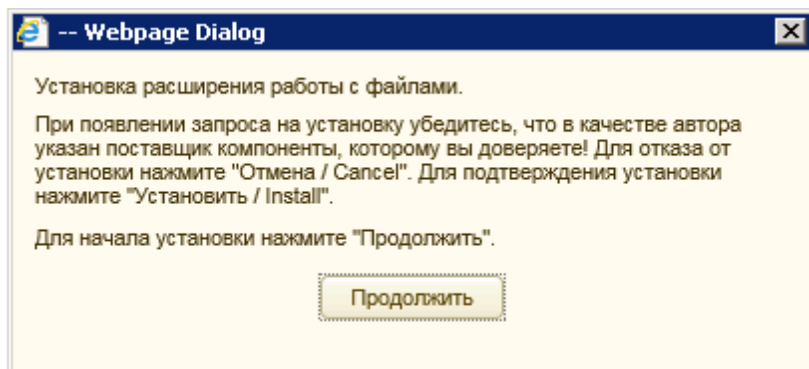 -- Webpage Dialog
Установка расширения работы с файлами.
При появлении запроса на установку убедитесь, что в качестве автора
указан поставщик компоненты, которому вы доверяете! Для отказа от
установки нажмите "Отмена / Cancel". Для подтверждения установки
нажмите "Установить / Install".
Для начала установки нажмите "Продолжить".
Продолжить